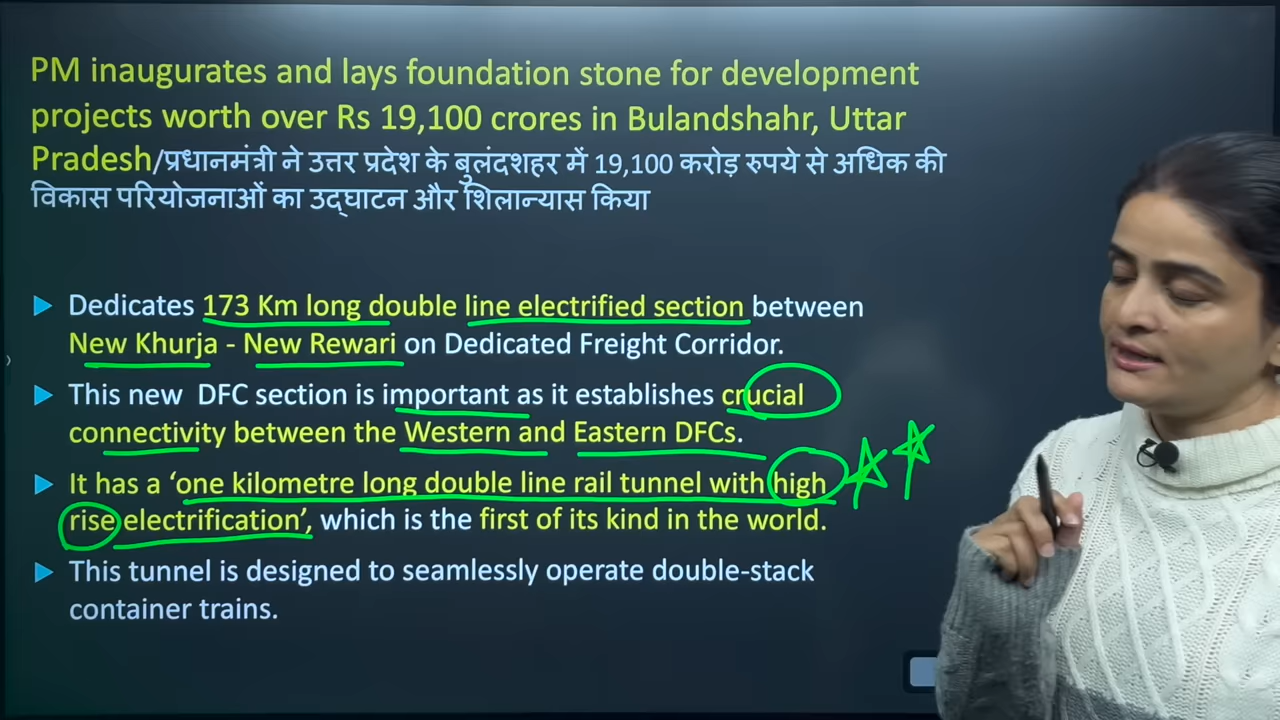 PM inaugurates and lays foundation stone for development
projects worth over Rs 19,100 crores in Bulandshahr, Uttar
Pradesh/प्रधानमंत्री ने उत्तर प्रदेश के बुलंदशहर में 19,100 करोड़ रुपये से अधिक की
विकास परियोजनाओं का उद्घाटन और शिलान्यास किया
Dedicates 173 Km long double line electrified section between
New Khurja - New Rewari on Dedicated Freight Corridor.
This new DFC section is important as it establishes crucial
connectivity between the Western and Eastern DFCs.
It has a ‘one kilometre long double line rail tunnel with high
rise electrification’, which is the first of its kind in the world.
This tunnel is designed to seamlessly operate double-stack
container trains.